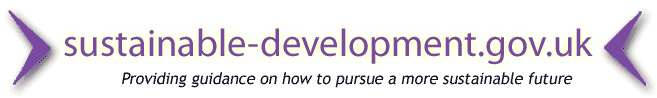 sustainable-development.gov.uk
Providing guidance on how to pursue a more sustainable future